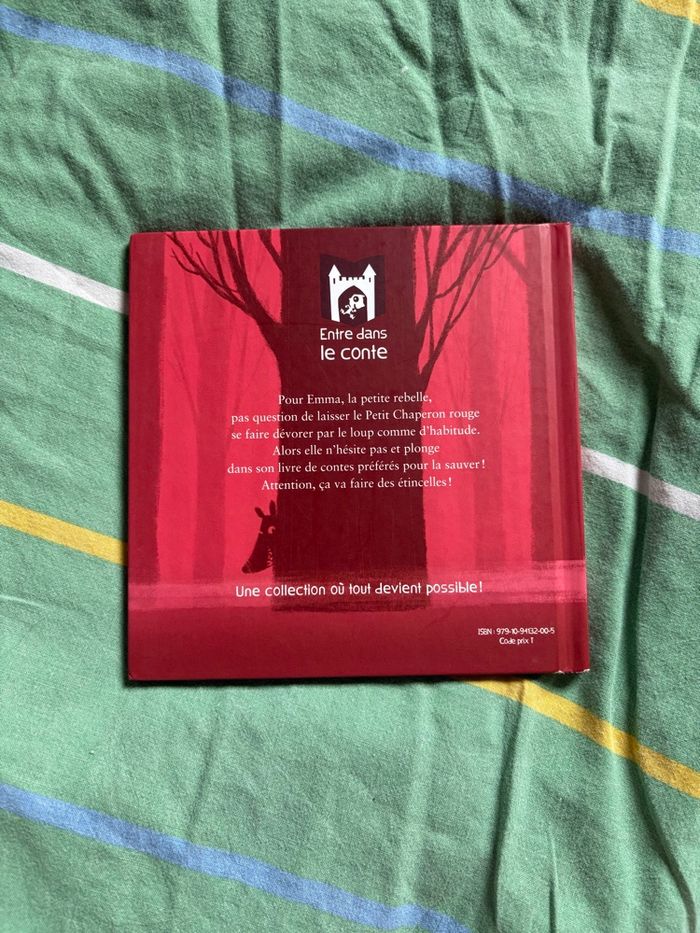 Entre dans
le conte
Pour Emma, la petite rebelle,
pas question de laisser le Petit Chaperon rouge
se faire dévorer par le loup comme d'habitude.
Alors elle n'hésite pas et plonge
dans son livre de contes préférés pour la sauver !
Attention, ça va faire des étincelles !
Une collection où tout devient possible !
ISBN : 979-10-94132-00-5
Code prix T